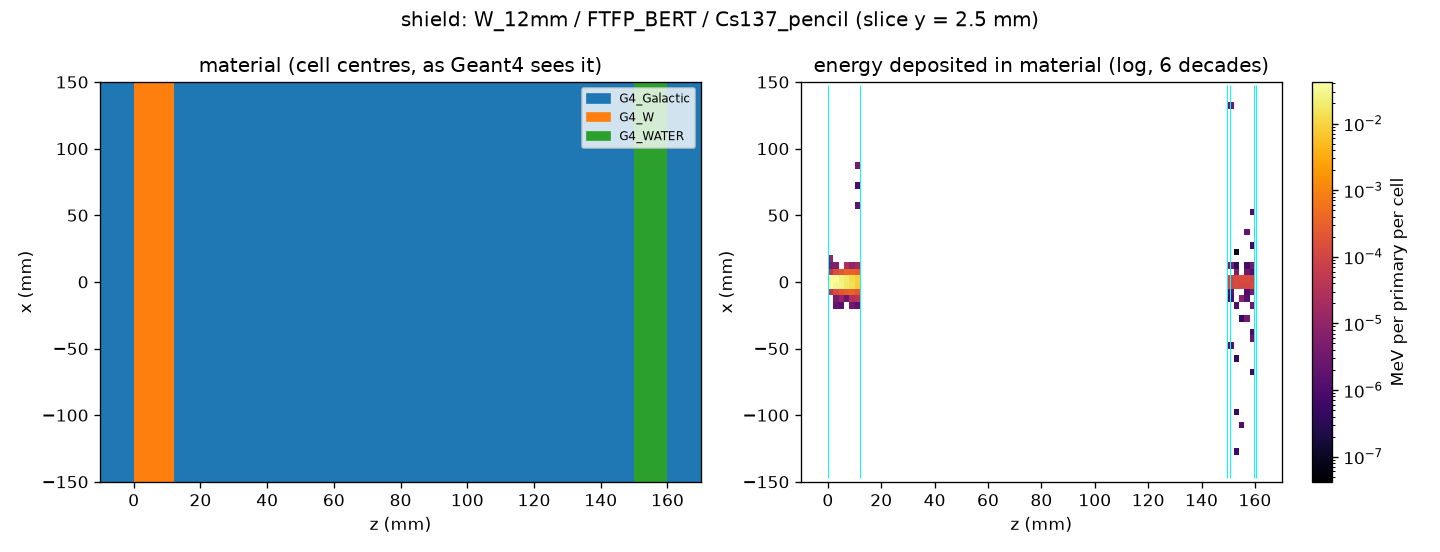 shield: W_12mm / FTFP_BERT / Cs137_pencil (slice y = 2.5 mm)
material (cell centres, as Geant4 sees it)
150
100
50
0
−50
−100
−150
x (mm)
0 20 40 60 80 100 120 140 160
z (mm)
G4_Galactic
G4_W
G4_WATER
energy deposited in material (log, 6 decades)
150
100
50
0
−50
−100
−150
x (mm)
0 20 40 60 80 100 120 140 160
z (mm)
10⁻²
10⁻³
10⁻⁴
10⁻⁵
10⁻⁶
10⁻⁷
MeV per primary per cell